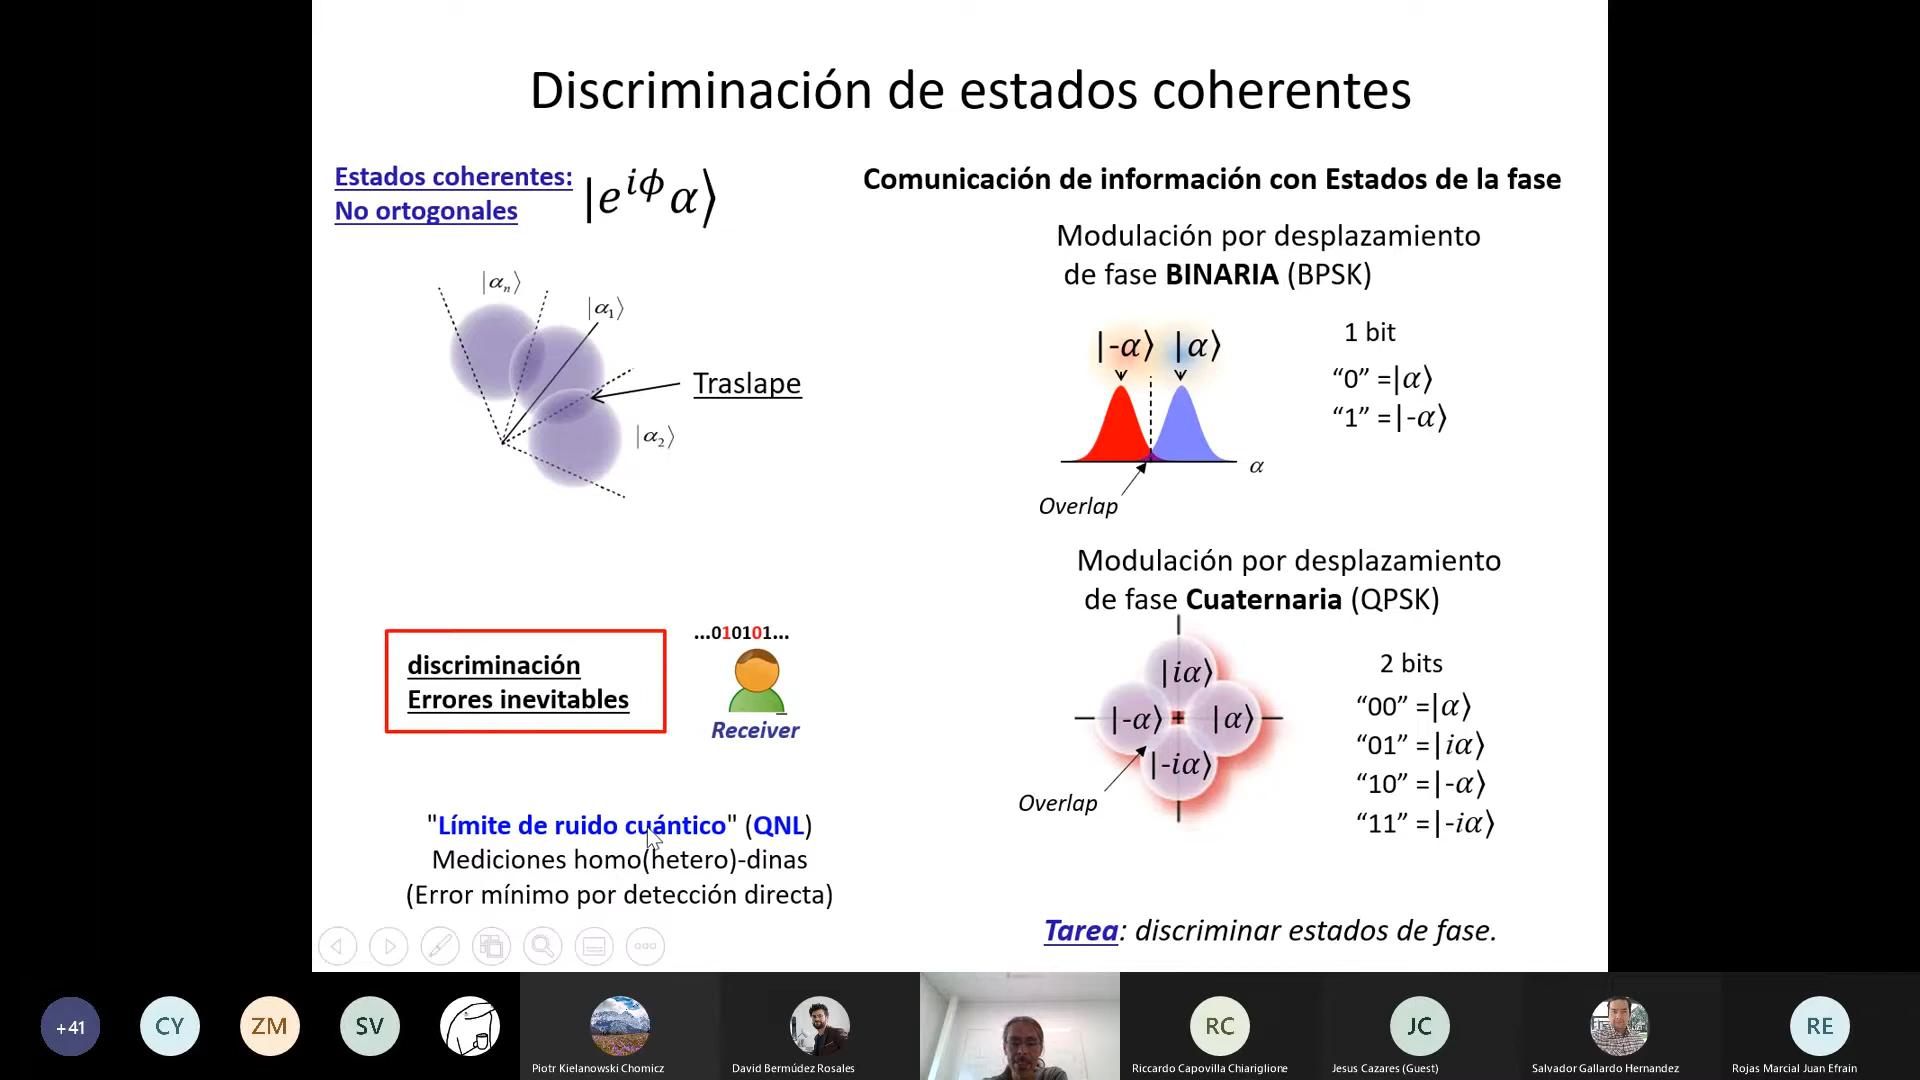 Discriminación de estados coherentes
Estados coherentes:
No ortogonales
|e^{iϕ}α⟩
|αₙ⟩
|α₁⟩
Traslape
|α₂⟩
discriminación
Errores inevitables
...010101...
Receiver
"Límite de ruido cuántico" (QNL)
Mediciones homo(hetero)-dinas
(Error mínimo por detección directa)
Comunicación de información con Estados de la fase
Modulación por desplazamiento
de fase BINARIA (BPSK)
|-α⟩ |α⟩
α
Overlap
1 bit
“0” =|α⟩
“1” =|-α⟩
Modulación por desplazamiento
de fase Cuaternaria (QPSK)
|iα⟩
|-α⟩ |α⟩
|-iα⟩
Overlap
2 bits
“00” =|α⟩
“01” =|iα⟩
“10” =|-α⟩
“11” =|-iα⟩
Tarea: discriminar estados de fase.
+41
CY
ZM
SV
RC
JC
RE
Piotr Kielanowski Chomicz
David Bermúdez Rosales
Riccardo Capovilla Chiariglione
Jesus Cazares (Guest)
Salvador Gallardo Hernandez
Rojas Marcial Juan Efrain